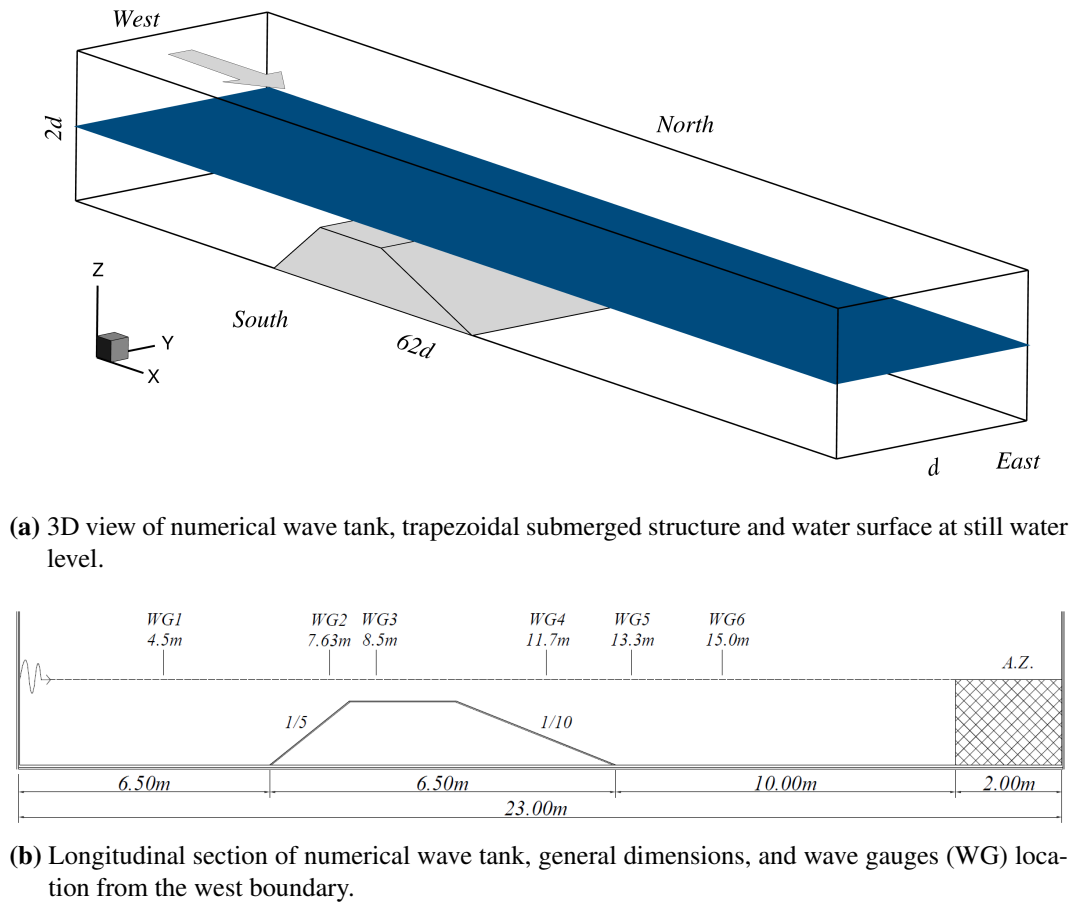 West
2d
North
Z
Y
X
South
62d
d
East
(a) 3D view of numerical wave tank, trapezoidal submerged structure and water surface at still water
level.
WG1 WG2 WG3 WG4 WG5 WG6
4.5m 7.63m 8.5m 11.7m 13.3m 15.0m
A.Z.
1/5 1/10
6.50m 6.50m 10.00m 2.00m
23.00m
(b) Longitudinal section of numerical wave tank, general dimensions, and wave gauges (WG) loca-
tion from the west boundary.